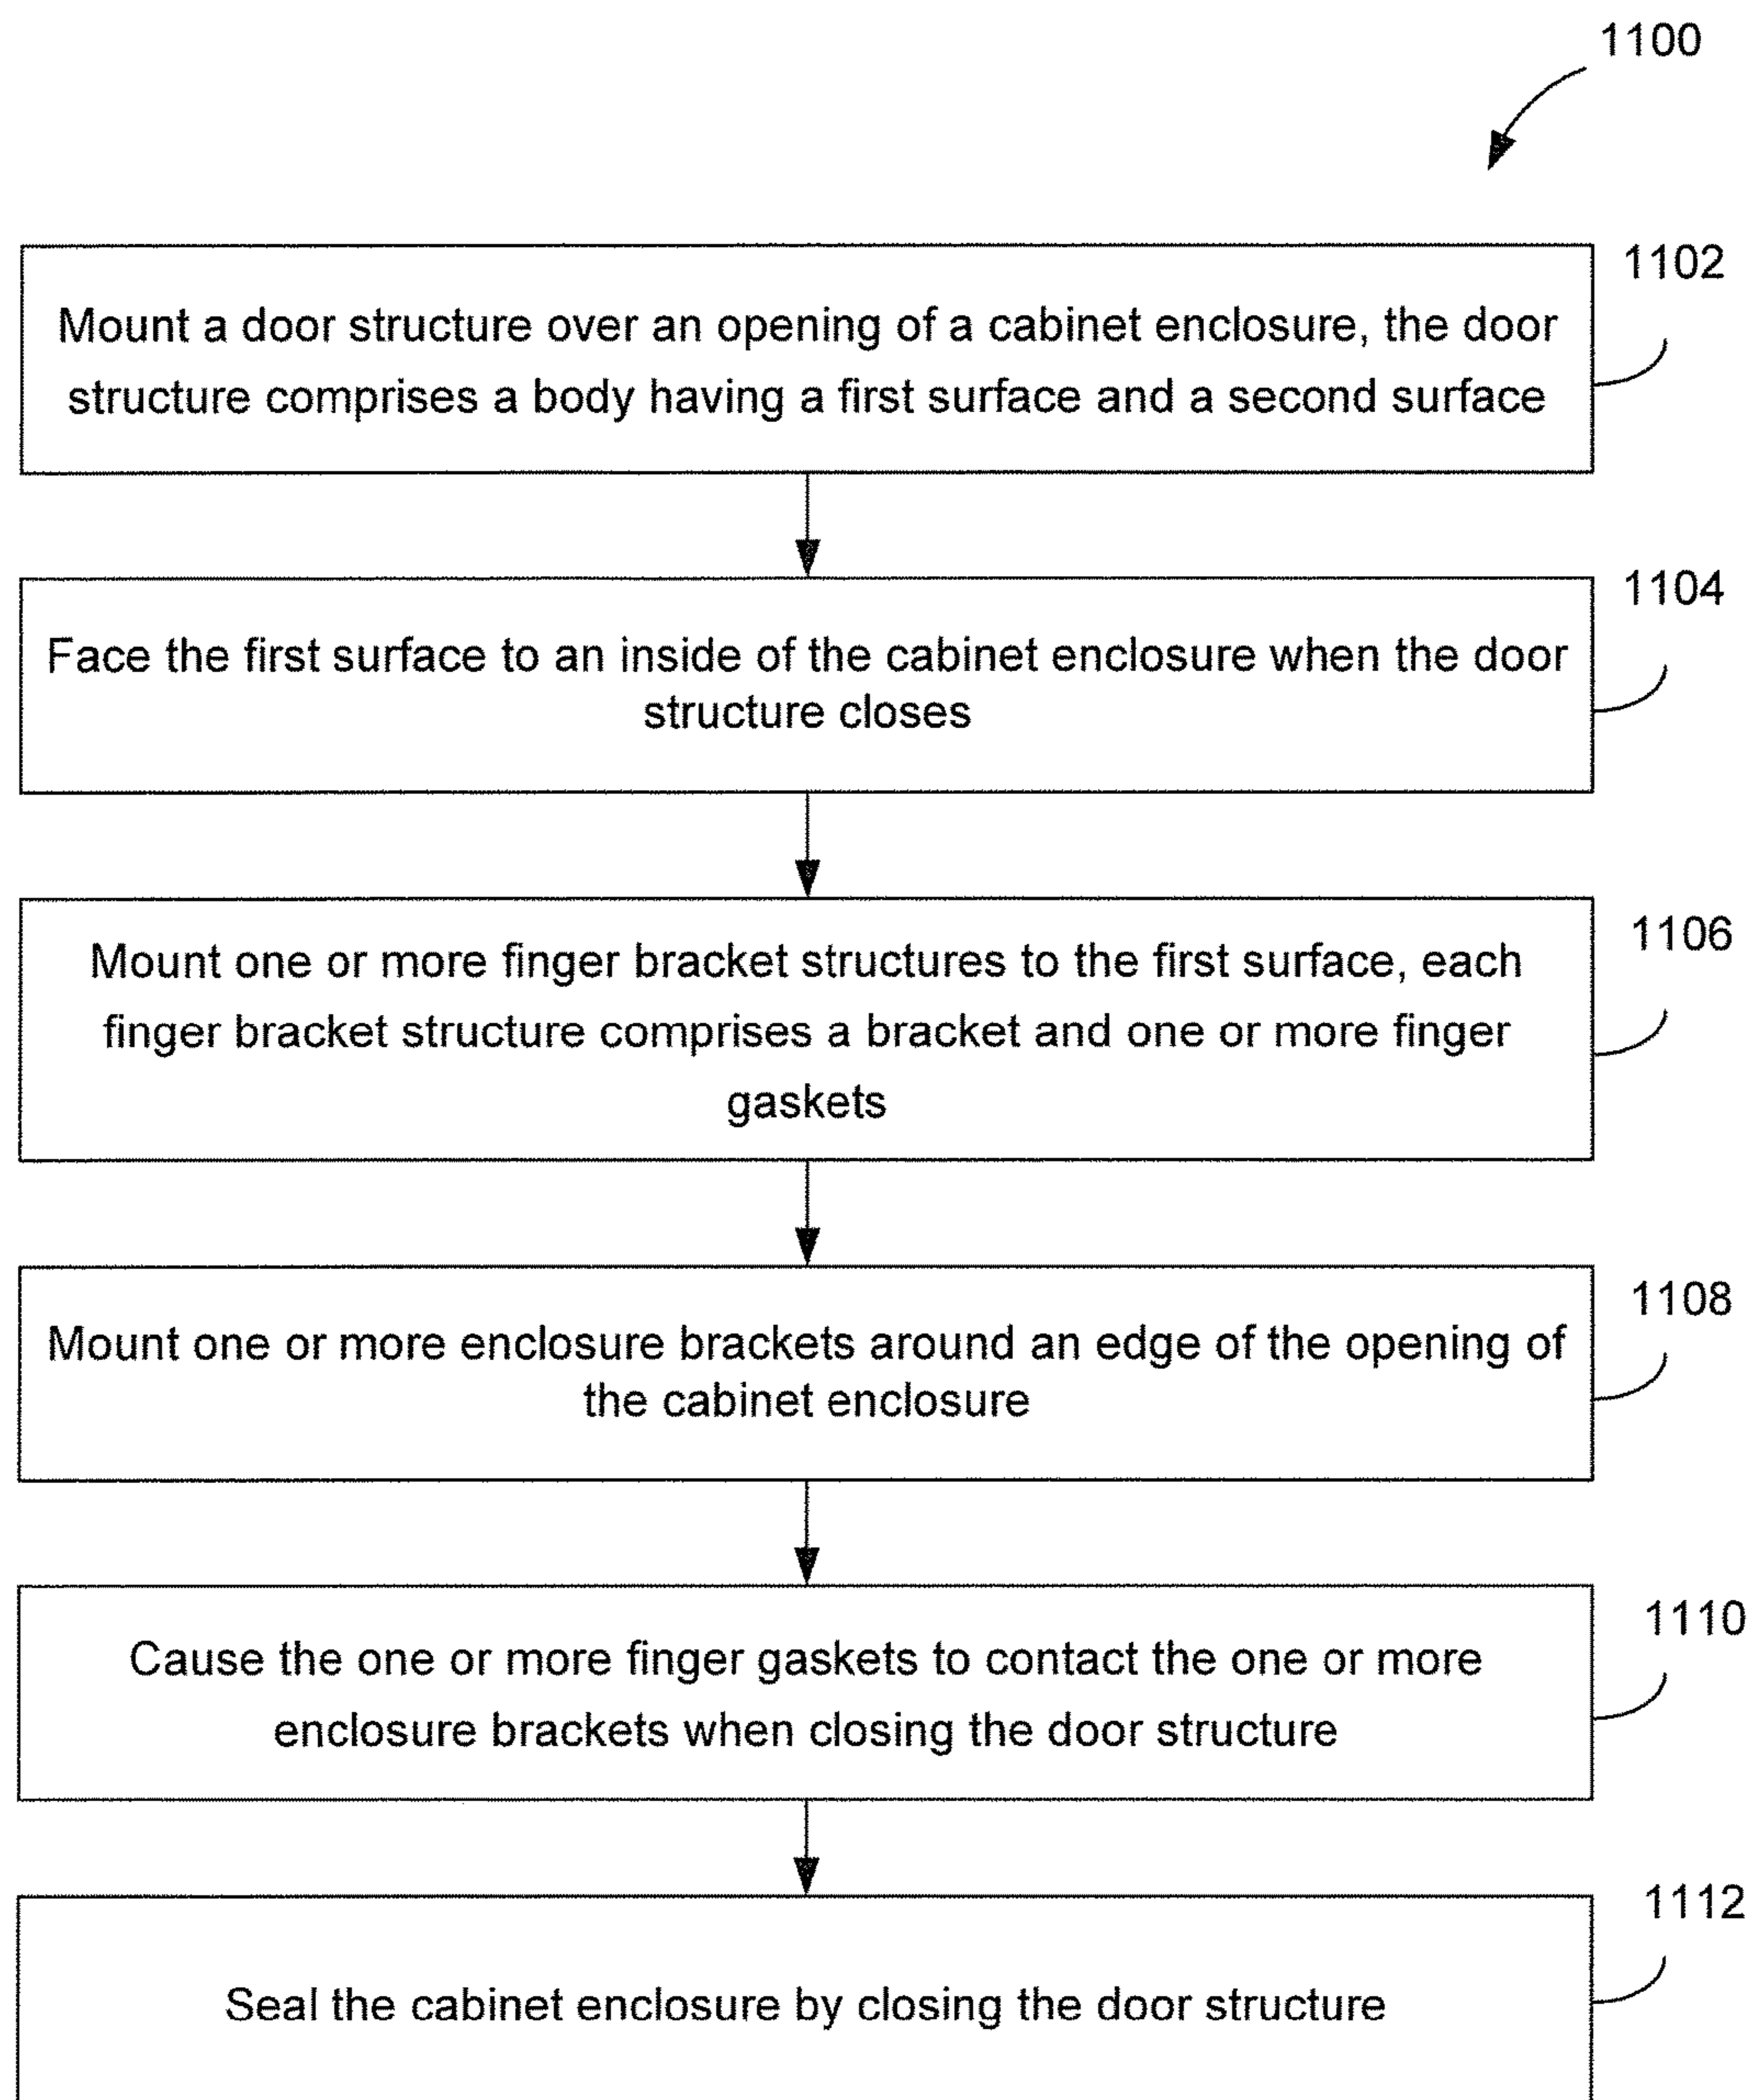 1100
1102
Mount a door structure over an opening of a cabinet enclosure, the door
structure comprises a body having a first surface and a second surface
1104
Face the first surface to an inside of the cabinet enclosure when the door
structure closes
1106
Mount one or more finger bracket structures to the first surface, each
finger bracket structure comprises a bracket and one or more finger
gaskets
1108
Mount one or more enclosure brackets around an edge of the opening of
the cabinet enclosure
1110
Cause the one or more finger gaskets to contact the one or more
enclosure brackets when closing the door structure
1112
Seal the cabinet enclosure by closing the door structure